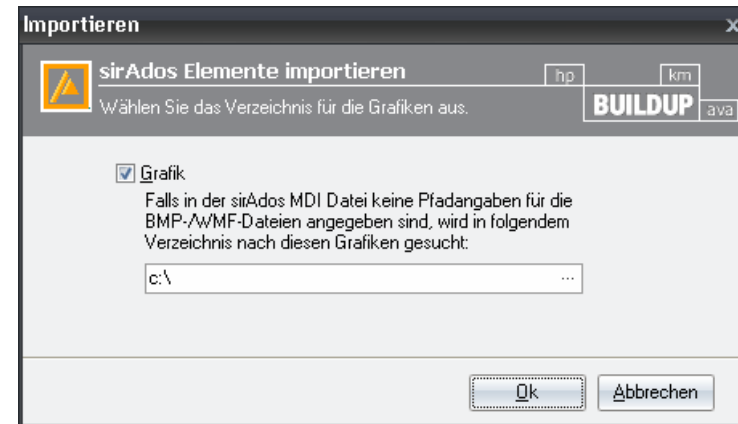 Importieren x
sirAdos Elemente importieren
Wählen Sie das Verzeichnis für die Grafiken aus.
hp km
BUILDUP ava
Grafik
Falls in der sirAdos MDI Datei keine Pfadangaben für die
BMP-/WMF-Dateien angegeben sind, wird in folgendem
Verzeichnis nach diesen Grafiken gesucht:
c:\ ...
Ok Abbrechen